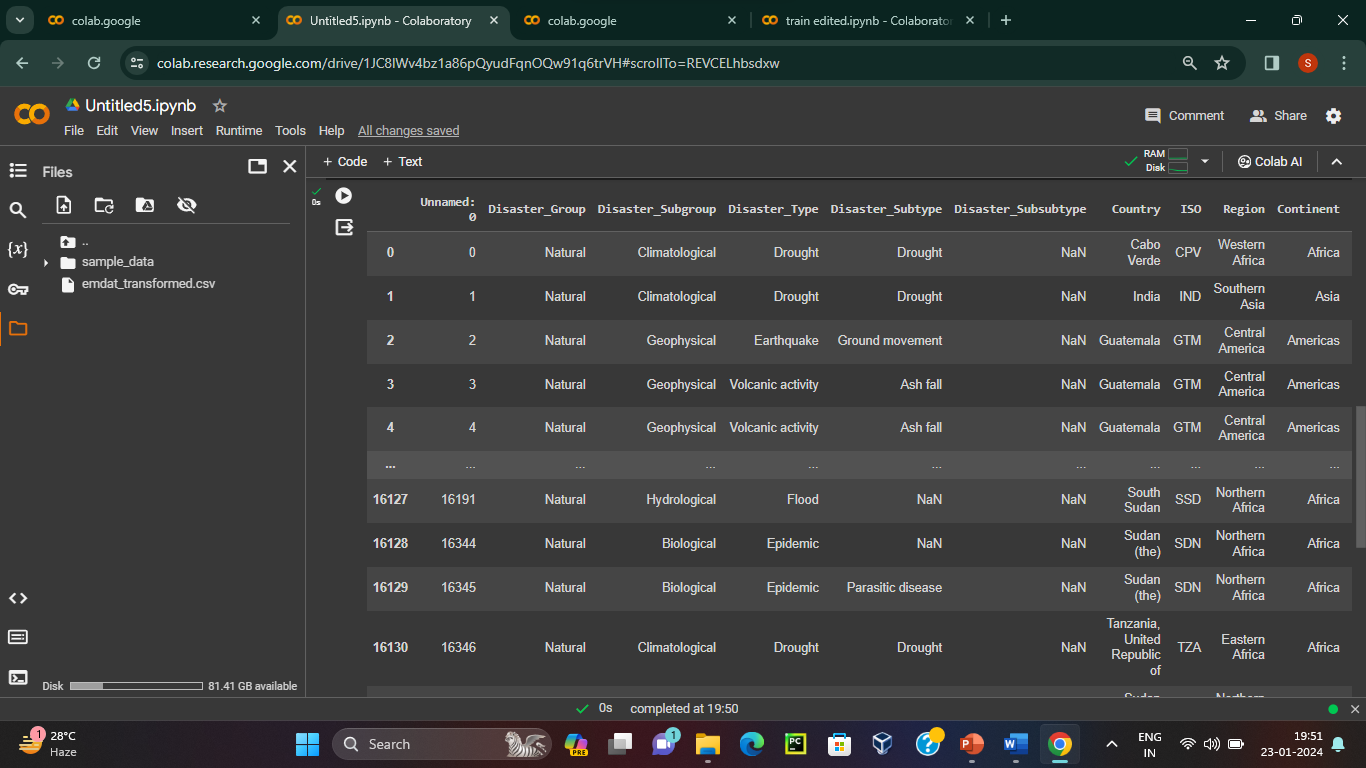 colab.google
Untitled5.ipynb - Colaboratory
colab.google
train edited.ipynb - Colaborato
colab.research.google.com/drive/1JC8lWv4bz1a86pQyudFqnOQw91q6trVH#scrollTo=REVCELhbsdxw
S
Untitled5.ipynb
File Edit View Insert Runtime Tools Help All changes saved
Comment Share
Files
+ Code + Text
RAM
Disk
Colab AI
{x}
..
sample_data
emdat_transformed.csv
Disk 81.41 GB available
0s
Unnamed: 0 Disaster_Group Disaster_Subgroup Disaster_Type Disaster_Subtype Disaster_Subsubtype Country ISO Region Continent
0 0 Natural Climatological Drought Drought NaN Cabo Verde CPV Western Africa Africa
1 1 Natural Climatological Drought Drought NaN India IND Southern Asia Asia
2 2 Natural Geophysical Earthquake Ground movement NaN Guatemala GTM Central America Americas
3 3 Natural Geophysical Volcanic activity Ash fall NaN Guatemala GTM Central America Americas
4 4 Natural Geophysical Volcanic activity Ash fall NaN Guatemala GTM Central America Americas
... ... ... ... ... ... ... ... ... ... ...
16127 16191 Natural Hydrological Flood NaN NaN South Sudan SSD Northern Africa Africa
16128 16344 Natural Biological Epidemic NaN NaN Sudan (the) SDN Northern Africa Africa
16129 16345 Natural Biological Epidemic Parasitic disease NaN Sudan (the) SDN Northern Africa Africa
16130 16346 Natural Climatological Drought Drought NaN Tanzania, United Republic of TZA Eastern Africa Africa
0s completed at 19:50
1
28°C
Haze
Search
PRE
1
PC
P
W
ENG
IN
19:51
23-01-2024